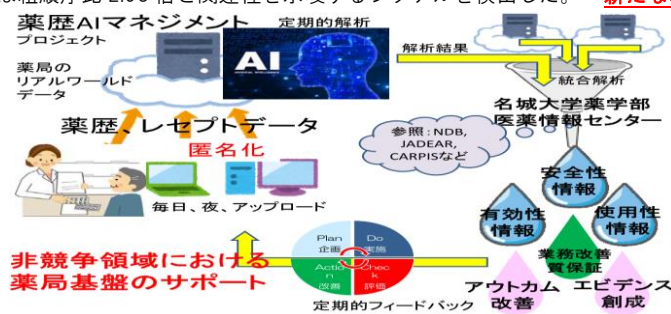 薬歴AIマネジメント
プロジェクト
定期的解析
薬局の
リアルワールド
データ
AI
ARTIFICIAL INTELLIGENCE
解析結果
統合解析
名城大学薬学部
医薬情報センター
薬歴、レセプトデータ
匿名化
参照：NDB,
JADEAR,
CARPISなど
毎日、夜、アップロード
安全性
情報
有効性
情報
使用性
情報
業務改善
質保証
アウトカム
改善
エビデンス
創成
Plan
企画
Do
実施
Actio
n
改善
Chec
k
評価
非競争領域における
薬局基盤のサポート
定期的フィードバック